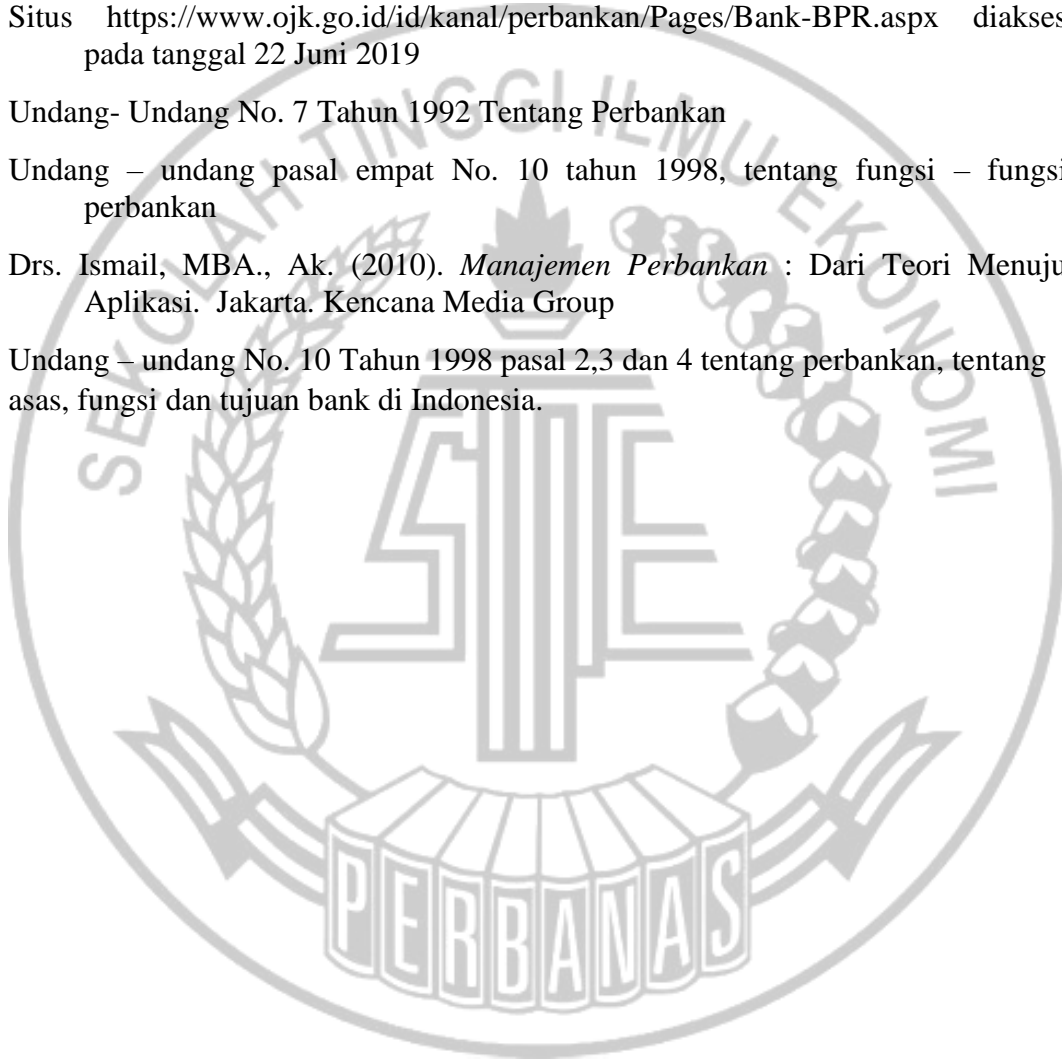 Situs https://www.ojk.go.id/id/kanal/perbankan/Pages/Bank-BPR.aspx diakses
pada tanggal 22 Juni 2019
Undang- Undang No. 7 Tahun 1992 Tentang Perbankan
Undang – undang pasal empat No. 10 tahun 1998, tentang fungsi – fungsi
perbankan
Drs. Ismail, MBA., Ak. (2010). Manajemen Perbankan : Dari Teori Menuju
Aplikasi. Jakarta. Kencana Media Group
Undang – undang No. 10 Tahun 1998 pasal 2,3 dan 4 tentang perbankan, tentang
asas, fungsi dan tujuan bank di Indonesia.
SEKOLAH TINGGI ILMU EKONOMI
STIE
PERBANAS